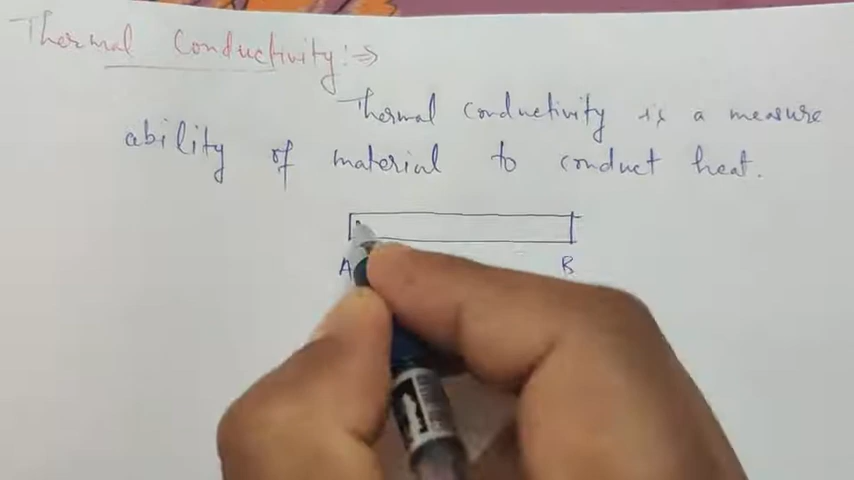 Thermal Conductivity :⇒
Thermal conductivity is a measure
ability of material to conduct heat.
A B